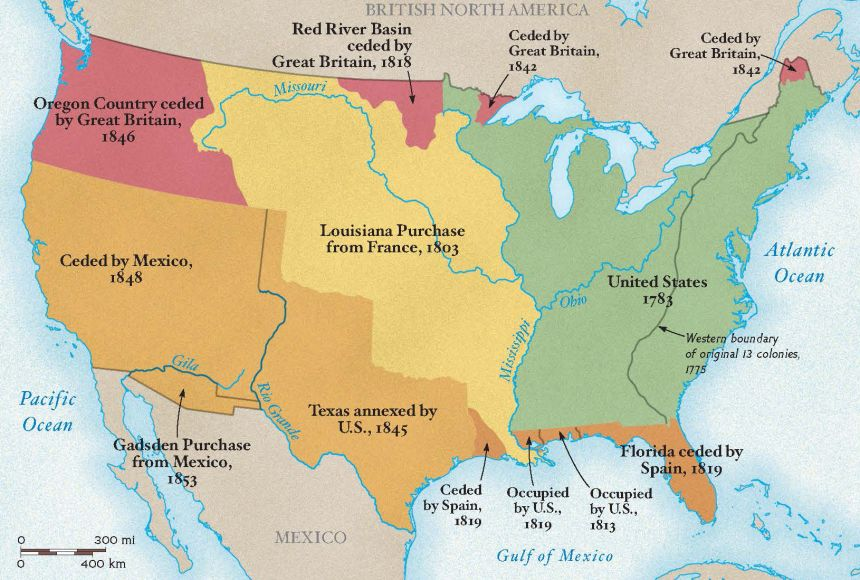 BRITISH NORTH AMERICA
Red River Basin
ceded by
Great Britain, 1818
Ceded by
Great Britain,
1842
Ceded by
Great Britain,
1842
Missouri
Oregon Country ceded
by Great Britain,
1846
Louisiana Purchase
from France, 1803
Ceded by Mexico,
1848
Atlantic
Ocean
United States
1783
Ohio
Mississippi
Western boundary
of original 13 colonies,
1775
Gila
Rio Grande
Pacific
Ocean
Texas annexed by
U.S., 1845
Gadsden Purchase
from Mexico,
1853
Florida ceded by
Spain, 1819
Ceded
by Spain,
1819
Occupied
by U.S.,
1819
Occupied
by U.S.,
1813
MEXICO
Gulf of Mexico
0 300 mi
0 400 km